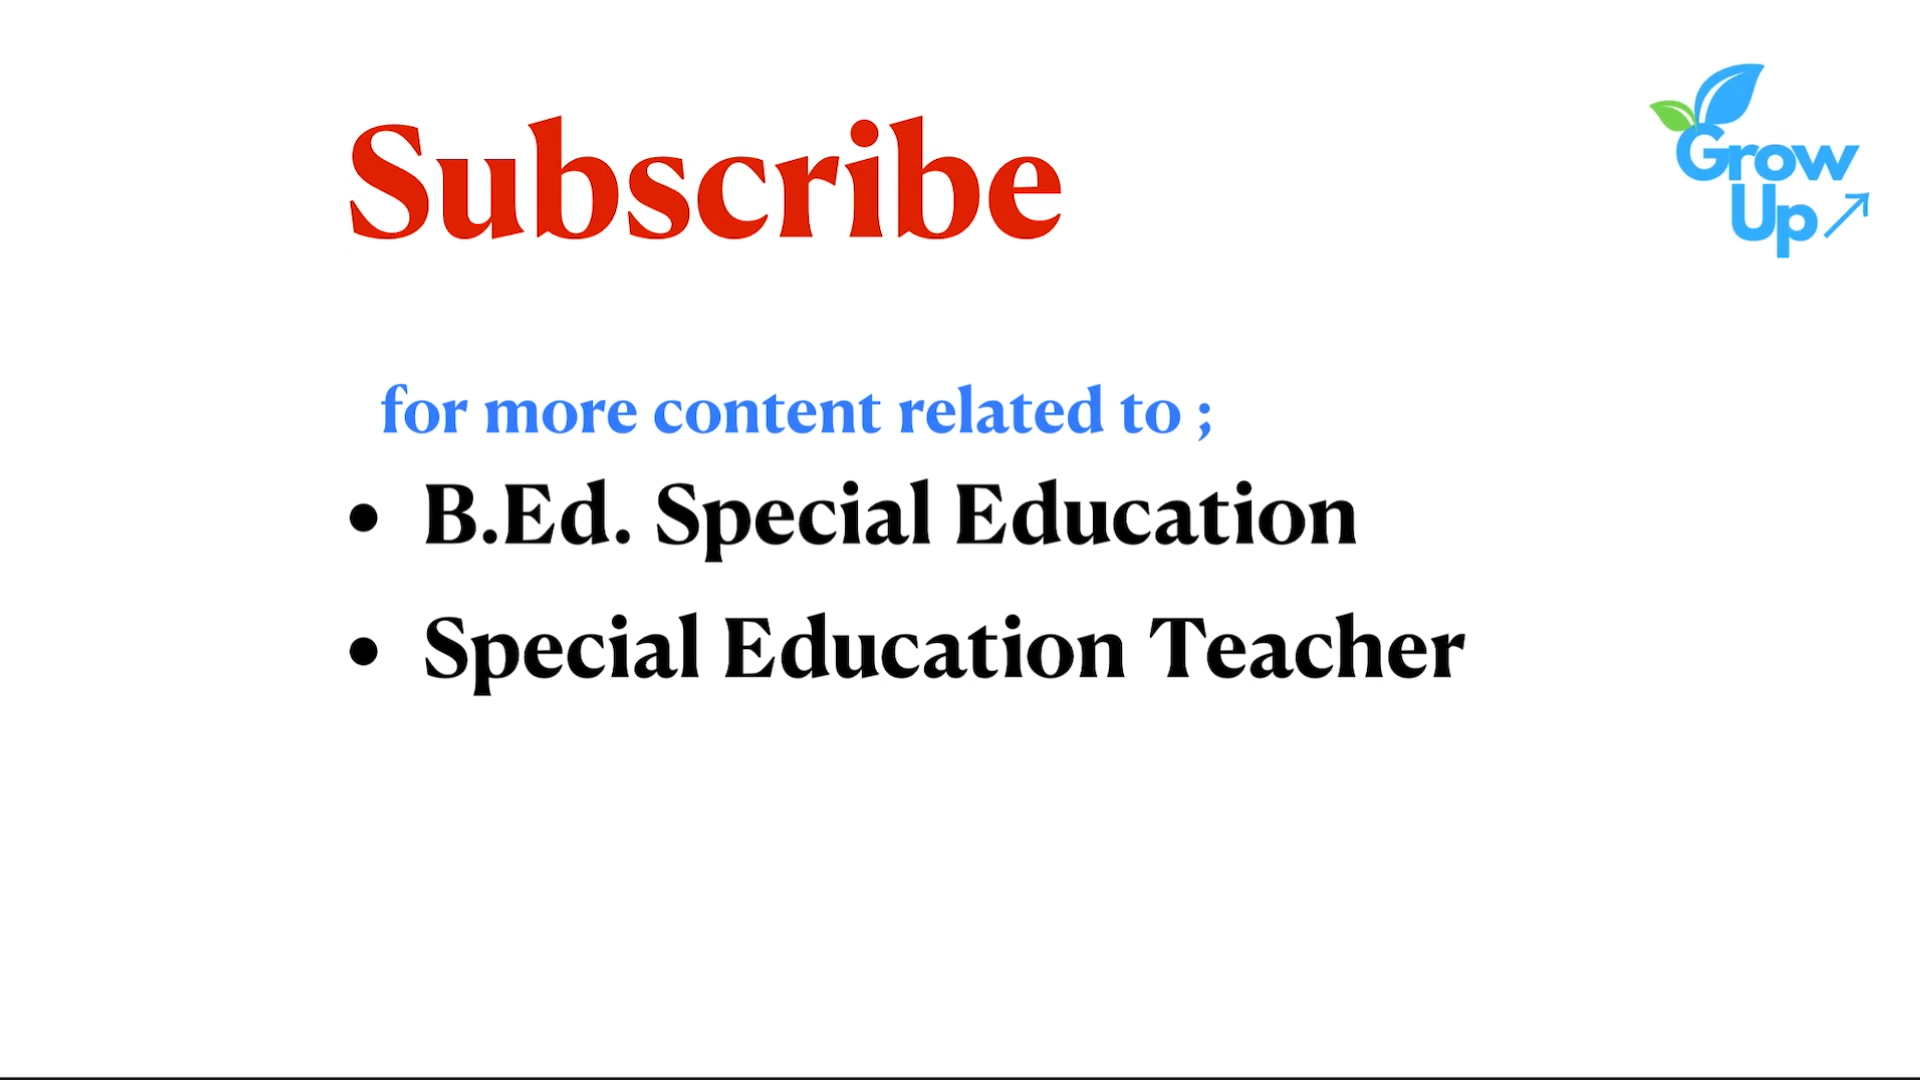 Subscribe
Grow
Up
for more content related to ;
• B.Ed. Special Education
• Special Education Teacher